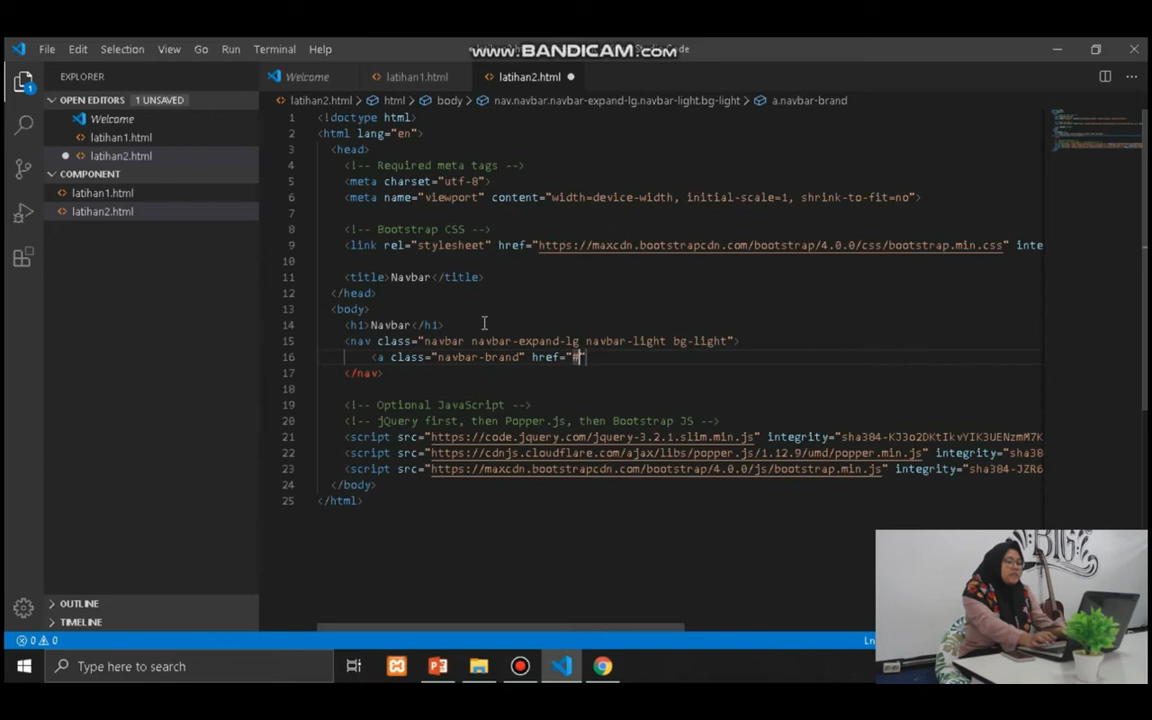 File Edit Selection View Go Run Terminal Help
www.BANDICAM.com
EXPLORER
Welcome latihan1.html latihan2.html
OPEN EDITORS 1 UNSAVED
latihan2.html > html > body > nav.navbar.navbar-expand-lg.navbar-light.bg-light > a.navbar-brand
Welcome
latihan1.html
latihan2.html
COMPONENT
latihan1.html
latihan2.html
1 <!doctype html>
2 <html lang="en">
3 <head>
4 <!-- Required meta tags -->
5 <meta charset="utf-8">
6 <meta name="viewport" content="width=device-width, initial-scale=1, shrink-to-fit=no">
7
8 <!-- Bootstrap CSS -->
9 <link rel="stylesheet" href="https://maxcdn.bootstrapcdn.com/bootstrap/4.0.0/css/bootstrap.min.css" inte
10
11 <title>Navbar</title>
12 </head>
13 <body>
14 <h1>Navbar</h1>
15 <nav class="navbar navbar-expand-lg navbar-light bg-light">
16 <a class="navbar-brand" href="#"
17 </nav>
18
19 <!-- Optional JavaScript -->
20 <!-- jQuery first, then Popper.js, then Bootstrap JS -->
21 <script src="https://code.jquery.com/jquery-3.2.1.slim.min.js" integrity="sha384-KJ3o2DKtIkvYIK3UENzmM7K
22 <script src="https://cdnjs.cloudflare.com/ajax/libs/popper.js/1.12.9/umd/popper.min.js" integrity="sha38
23 <script src="https://maxcdn.bootstrapcdn.com/bootstrap/4.0.0/js/bootstrap.min.js" integrity="sha384-JZR6
24 </body>
25 </html>
BIG
OUTLINE
TIMELINE
0 0
Ln
Type here to search